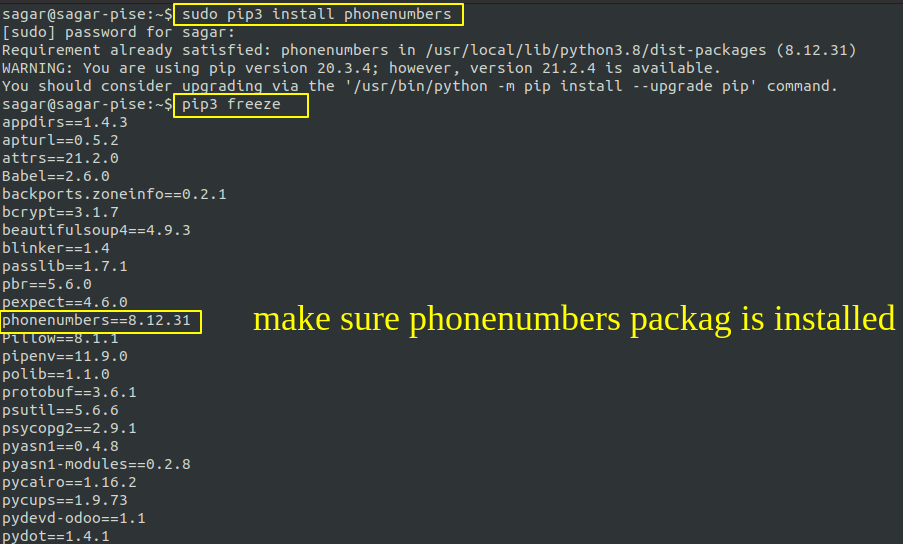 sagar@sagar-pise:~$ sudo pip3 install phonenumbers
[sudo] password for sagar:
Requirement already satisfied: phonenumbers in /usr/local/lib/python3.8/dist-packages (8.12.31)
WARNING: You are using pip version 20.3.4; however, version 21.2.4 is available.
You should consider upgrading via the '/usr/bin/python -m pip install --upgrade pip' command.
sagar@sagar-pise:~$ pip3 freeze
appdirs==1.4.3
apturl==0.5.2
attrs==21.2.0
Babel==2.6.0
backports.zoneinfo==0.2.1
bcrypt==3.1.7
beautifulsoup4==4.9.3
blinker==1.4
passlib==1.7.1
pbr==5.6.0
pexpect==4.6.0
phonenumbers==8.12.31
make sure phonenumbers packag is installed
Pillow==8.1.1
pipenv==11.9.0
polib==1.1.0
protobuf==3.6.1
psutil==5.6.6
psycopg2==2.9.1
pyasn1==0.4.8
pyasn1-modules==0.2.8
pycairo==1.16.2
pycups==1.9.73
pydevd-odoo==1.1
pydot==1.4.1